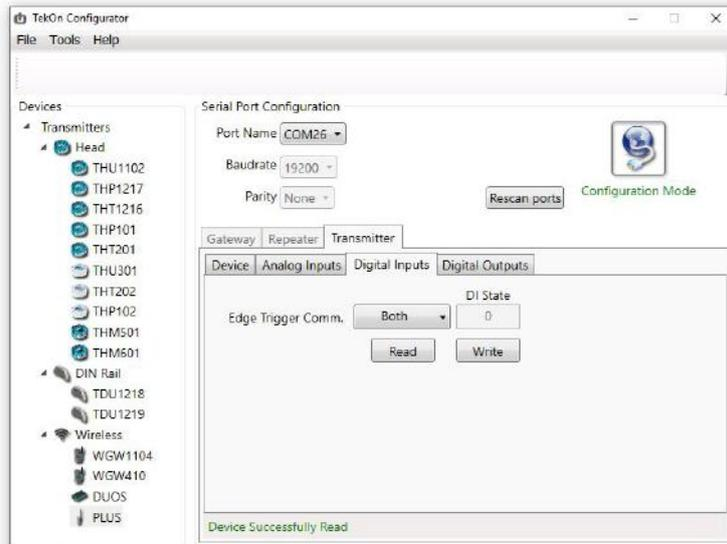 TekOn Configurator
File Tools Help
Devices
Transmitters
Head
THU1102
THP1217
THT1216
THP101
THT201
THU301
THT202
THP102
THM501
THM601
DIN Rail
TDU1218
TDU1219
Wireless
WGW1104
WGW410
DUOS
PLUS
Serial Port Configuration
Port Name COM26
Baudrate 19200
Parity None
Rescan ports
Configuration Mode
Gateway Repeater Transmitter
Device Analog Inputs Digital Inputs Digital Outputs
DI State
Edge Trigger Comm. Both 0
Read Write
Device Successfully Read